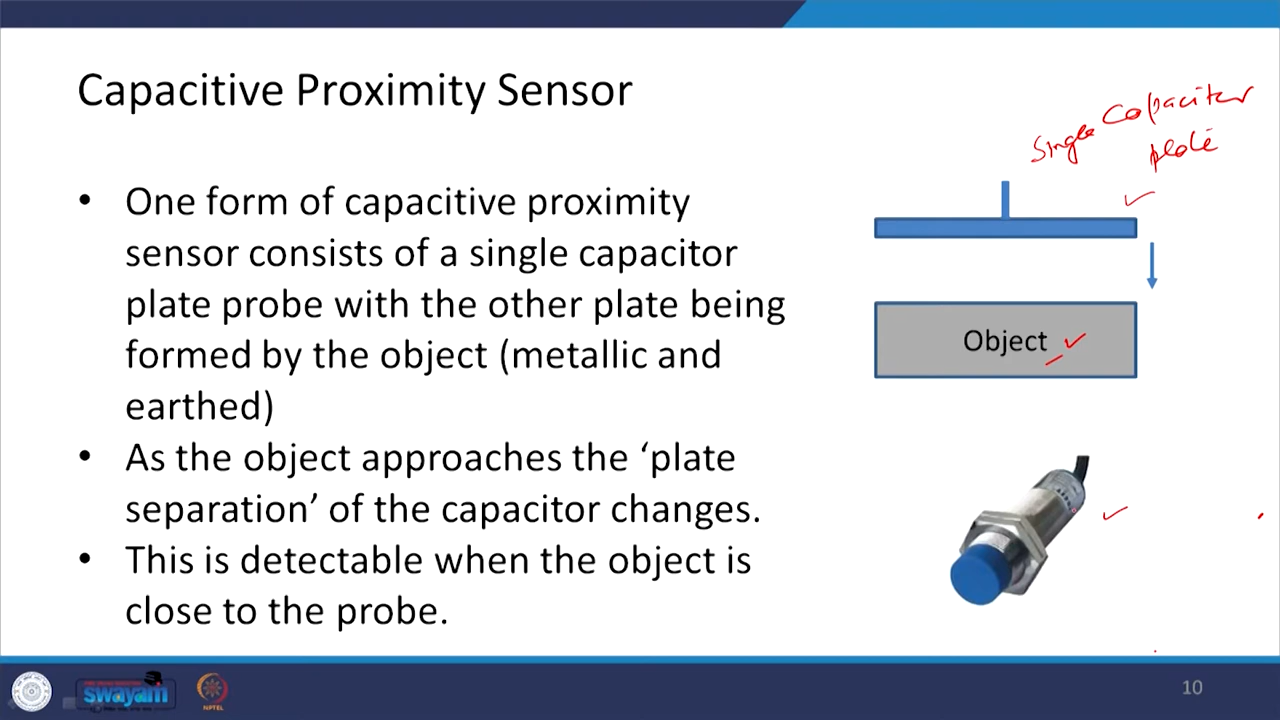 Capacitive Proximity Sensor
Single Capacitor
plate
• One form of capacitive proximity
sensor consists of a single capacitor
plate probe with the other plate being
formed by the object (metallic and
earthed)
• As the object approaches the ‘plate
separation’ of the capacitor changes.
• This is detectable when the object is
close to the probe.
Object
swayam
NPTEL
10